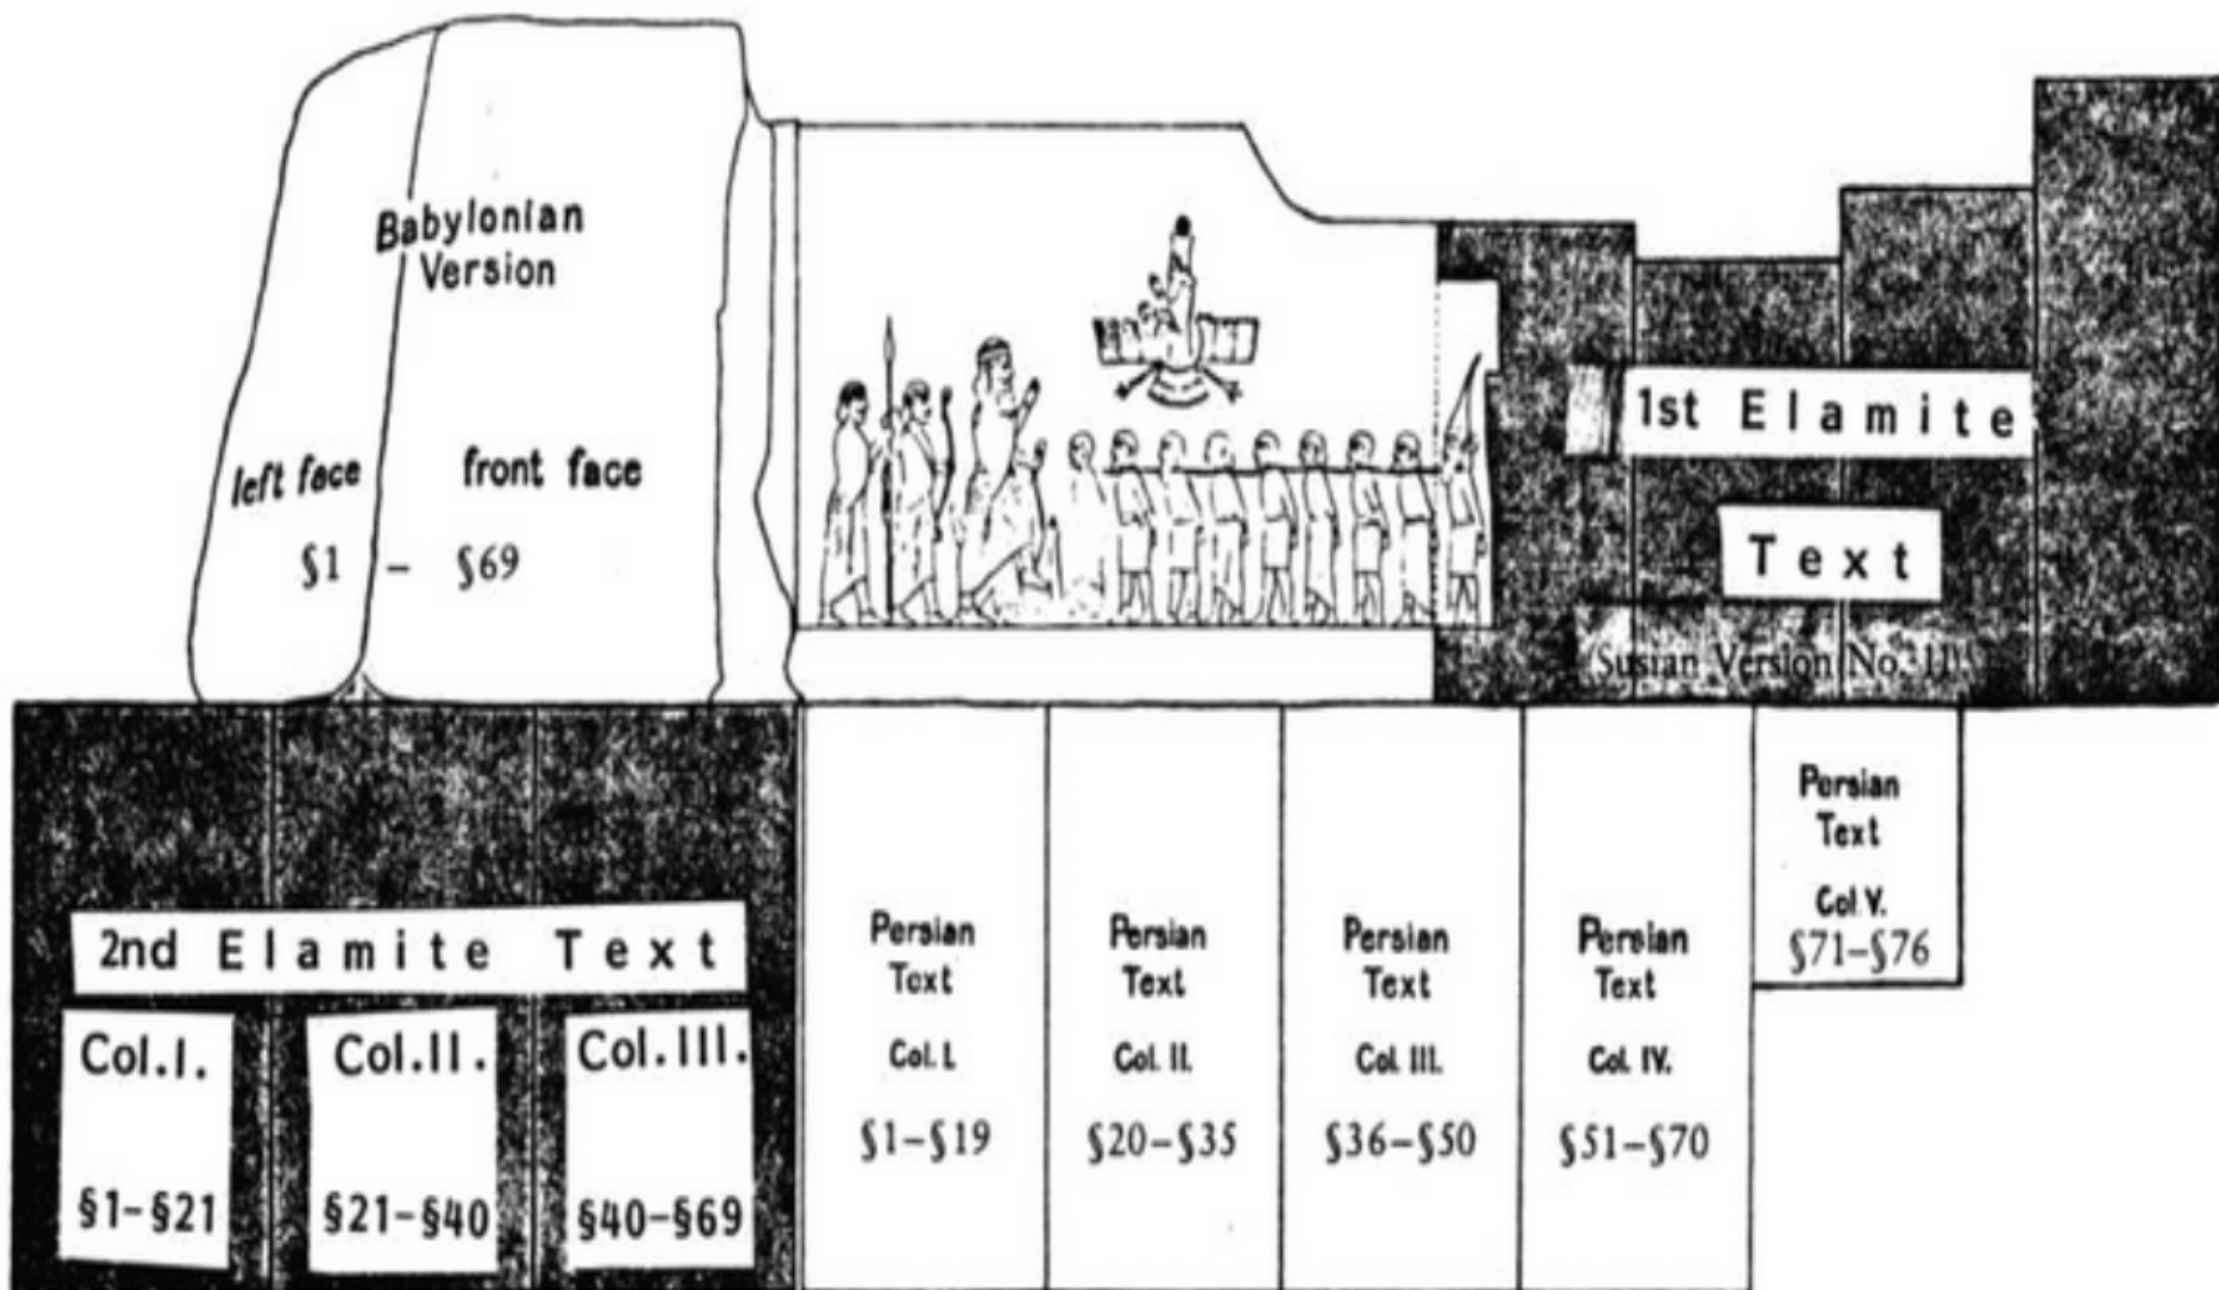 Babylonian
Version
left face front face
§1 – §69
1st Elamite
Text
(Susian Version No. 1)
2nd Elamite Text
Col.I. Col.II. Col.III.
§1–§21 §21–§40 §40–§69
Persian
Text
Col. I.
§1–§19
Persian
Text
Col. II.
§20–§35
Persian
Text
Col. III.
§36–§50
Persian
Text
Col. IV.
§51–§70
Persian
Text
Col V.
§71–§76